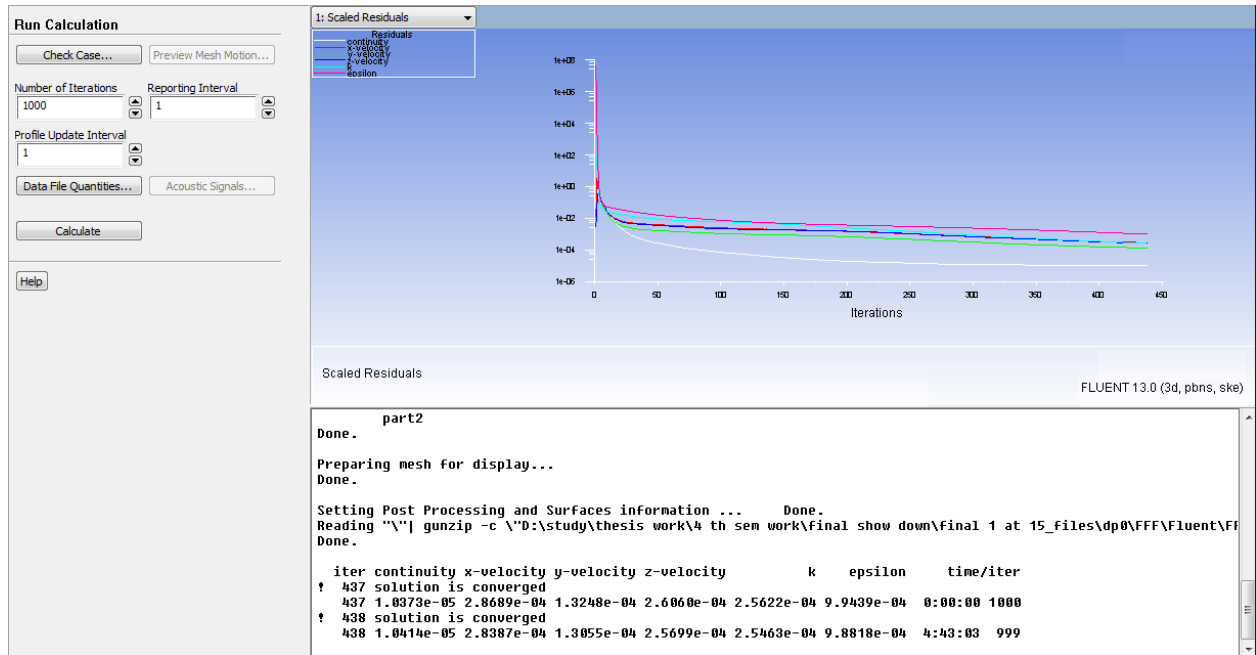 Run Calculation
Check Case...
Preview Mesh Motion...
Number of Iterations
Reporting Interval
1000
1
Profile Update Interval
1
Data File Quantities...
Acoustic Signals...
Calculate
Help
1: Scaled Residuals
Residuals
continuity
x-velocity
y-velocity
z-velocity
k
epsilon
1e+08
1e+06
1e+04
1e+02
1e+00
1e-02
1e-04
1e-06
0 50 100 150 200 250 300 350 400 450
Iterations
Scaled Residuals
FLUENT 13.0 (3d, pbns, ske)
part2
Done.
Preparing mesh for display...
Done.
Setting Post Processing and Surfaces information ... Done.
Reading "\"| gunzip -c \"D:\study\thesis work\4 th sem work\final show down\final 1 at 15_files\dp0\FFF\Fluent\FF
Done.
iter continuity x-velocity y-velocity z-velocity k epsilon time/iter
! 437 solution is converged
437 1.0373e-05 2.8689e-04 1.3248e-04 2.6060e-04 2.5622e-04 9.9439e-04 0:00:00 1000
! 438 solution is converged
438 1.0414e-05 2.8387e-04 1.3055e-04 2.5699e-04 2.5463e-04 9.8818e-04 4:43:03 999